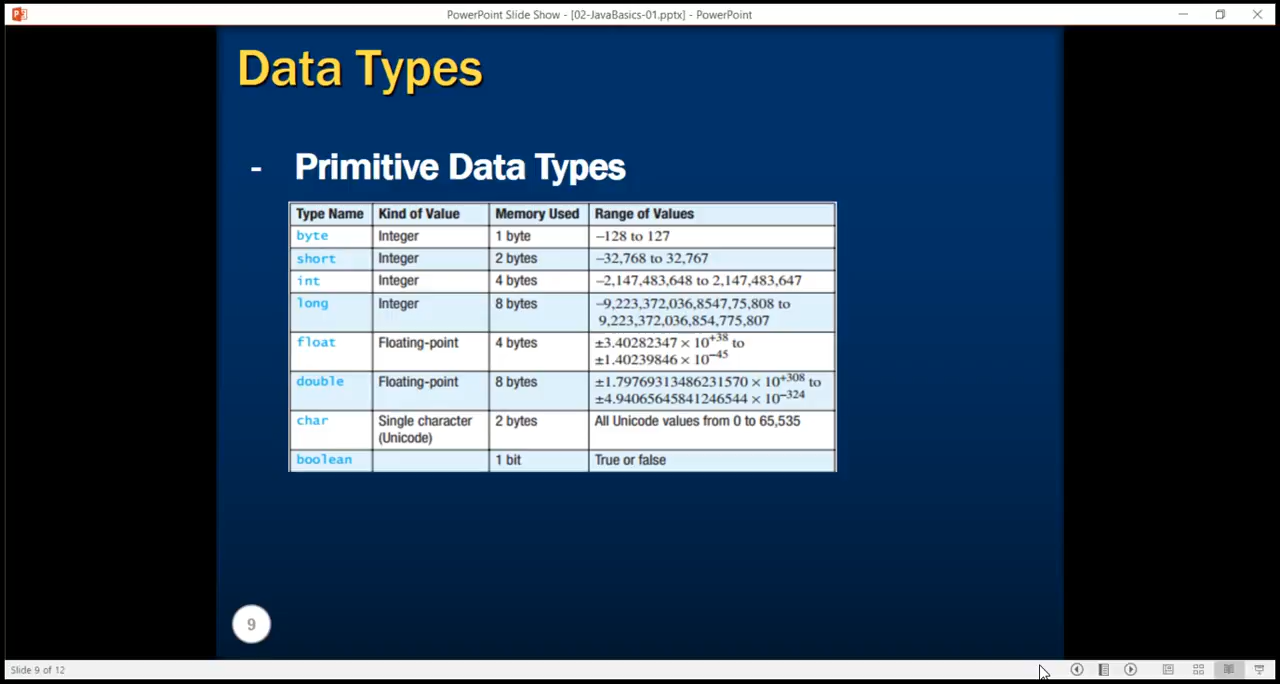 PowerPoint Slide Show - [02-JavaBasics-01.pptx] - PowerPoint
Data Types
- Primitive Data Types
Type Name Kind of Value Memory Used Range of Values
byte Integer 1 byte –128 to 127
short Integer 2 bytes –32,768 to 32,767
int Integer 4 bytes –2,147,483,648 to 2,147,483,647
long Integer 8 bytes –9,223,372,036,8547,75,808 to
9,223,372,036,854,775,807
float Floating-point 4 bytes ±3.40282347 × 10+38 to
±1.40239846 × 10–45
double Floating-point 8 bytes ±1.79769313486231570 × 10+308 to
±4.94065645841246544 × 10–324
char Single character 2 bytes All Unicode values from 0 to 65,535
(Unicode)
boolean 1 bit True or false
9
Slide 9 of 12